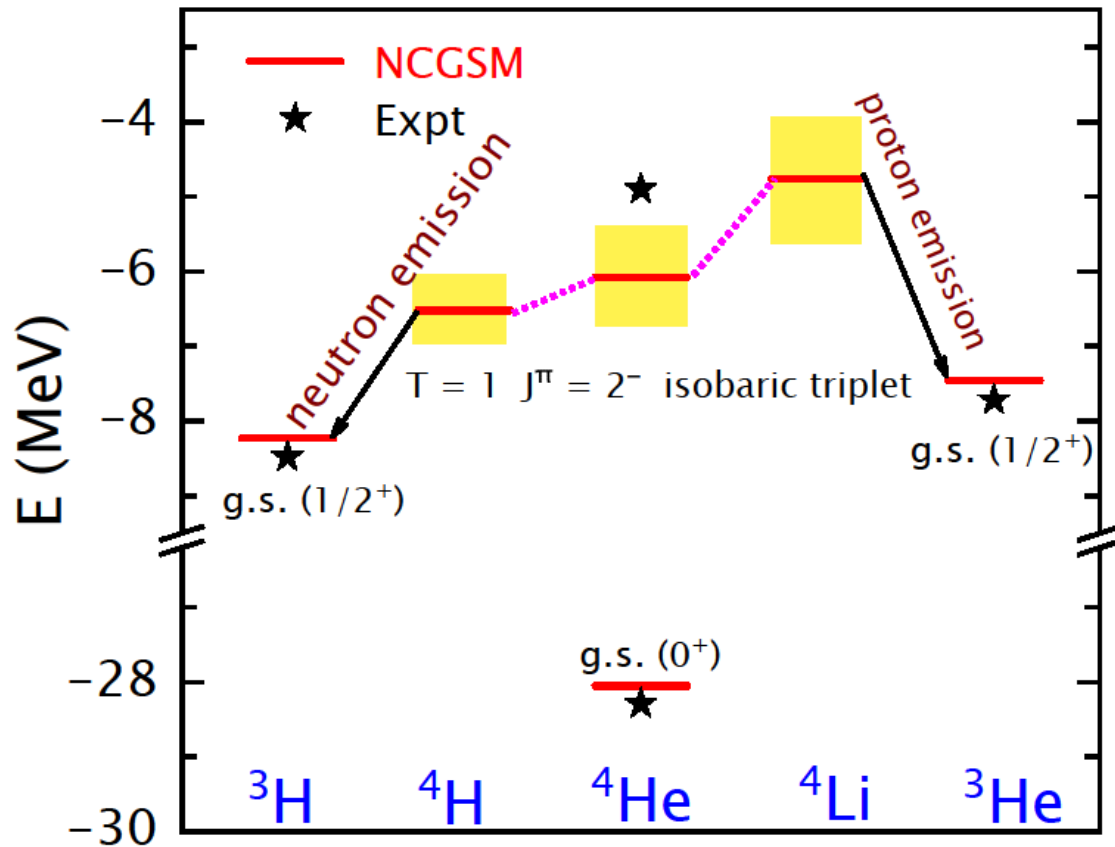 NCGSM
Expt
neutron emission
proton emission
E (MeV)
−4
−6
−8
−28
−30
T = 1 Jᴨ = 2⁻ isobaric triplet
g.s. (1/2⁺)
g.s. (1/2⁺)
g.s. (0⁺)
³H
⁴H
⁴He
⁴Li
³He